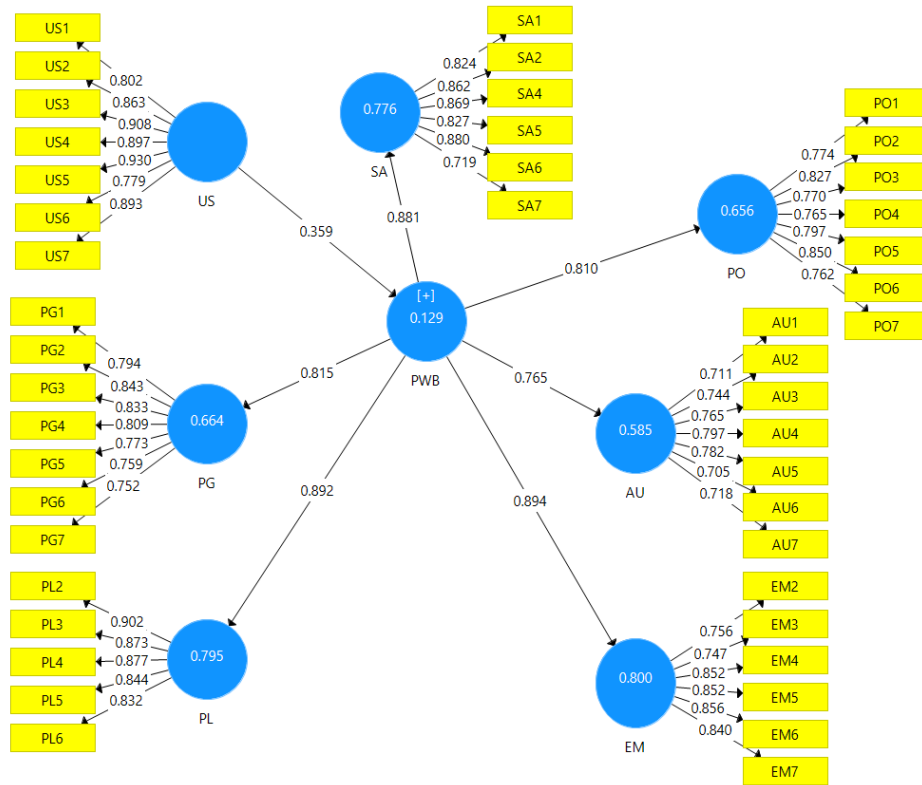 US1
US2
US3
US4
US5
US6
US7
0.802
0.863
0.908
0.897
0.930
0.779
0.893
US
0.359
SA1
SA2
SA4
SA5
SA6
SA7
0.824
0.862
0.869
0.827
0.880
0.719
0.776
SA
0.881
PO1
PO2
PO3
PO4
PO5
PO6
PO7
0.774
0.827
0.770
0.765
0.797
0.850
0.762
0.656
PO
0.810
[+]
0.129
PWB
PG1
PG2
PG3
PG4
PG5
PG6
PG7
0.794
0.843
0.833
0.809
0.773
0.759
0.752
0.664
PG
0.815
AU1
AU2
AU3
AU4
AU5
AU6
AU7
0.711
0.744
0.765
0.797
0.782
0.705
0.718
0.585
AU
0.765
PL2
PL3
PL4
PL5
PL6
0.902
0.873
0.877
0.844
0.832
0.795
PL
0.892
EM2
EM3
EM4
EM5
EM6
EM7
0.756
0.747
0.852
0.852
0.856
0.840
0.800
EM
0.894